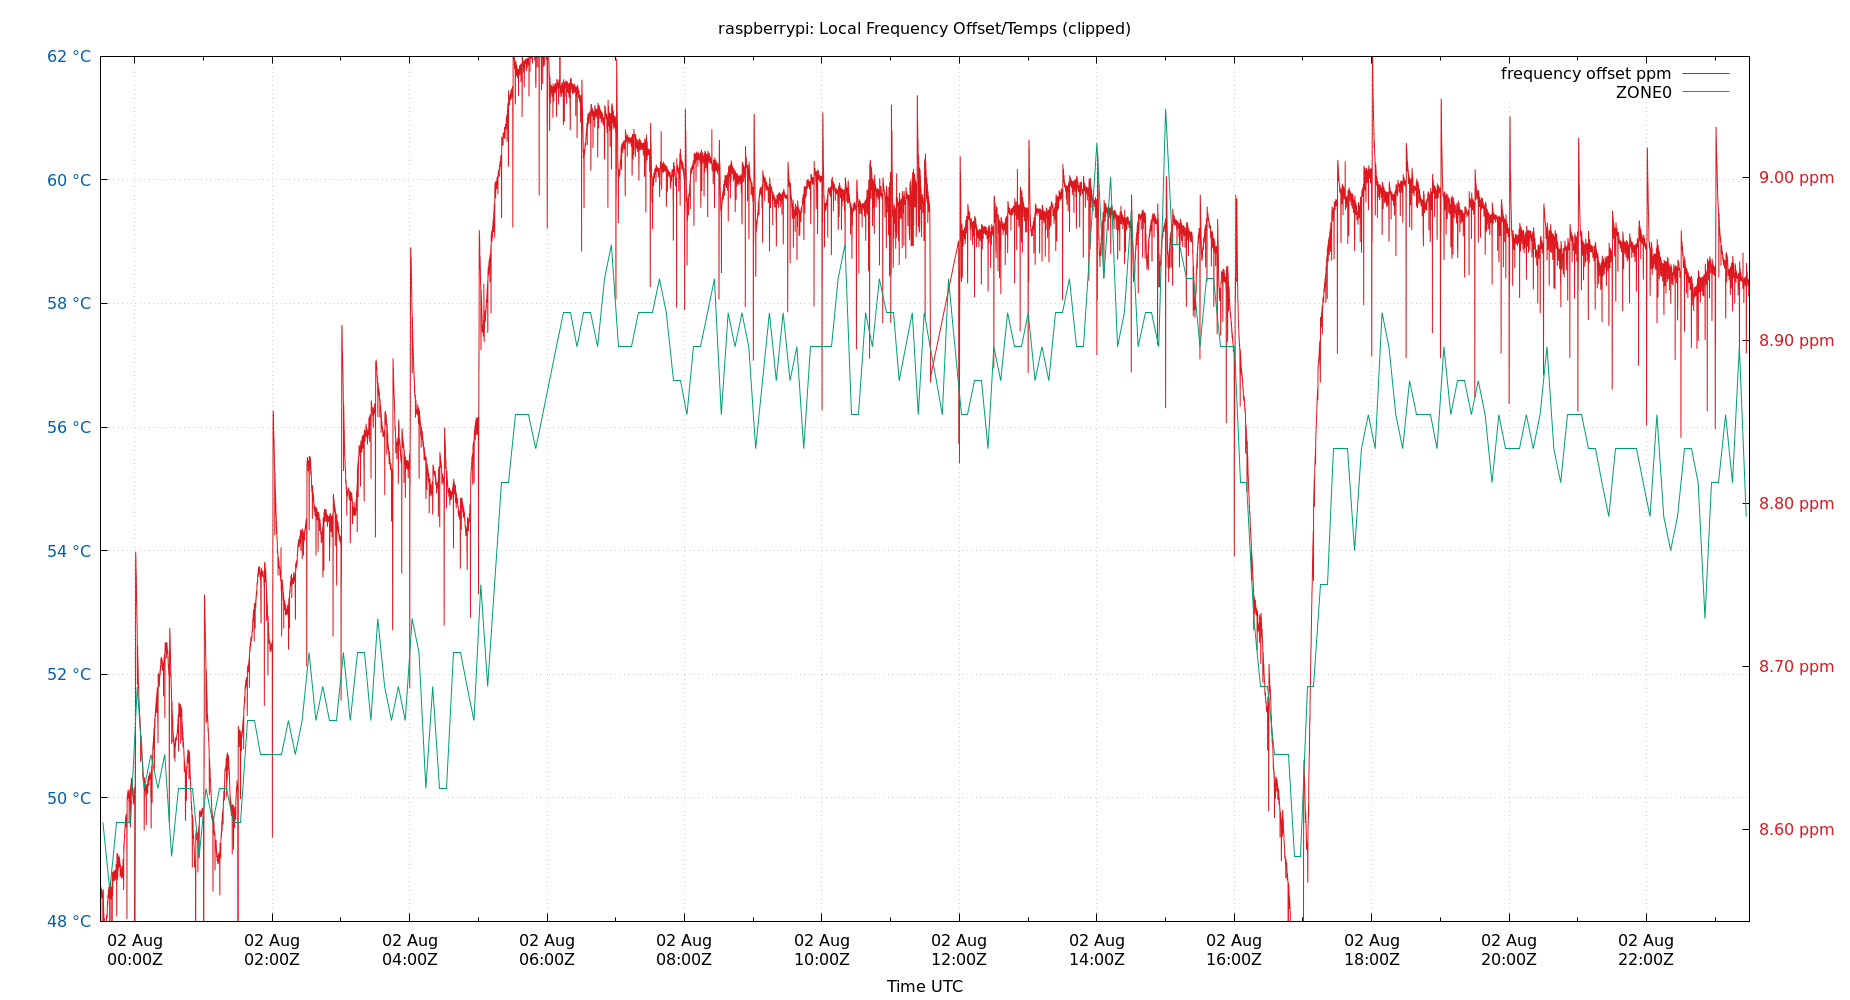 raspberrypi: Local Frequency Offset/Temps (clipped)
frequency offset ppm
ZONE0
62 °C
60 °C
58 °C
56 °C
54 °C
52 °C
50 °C
48 °C
9.00 ppm
8.90 ppm
8.80 ppm
8.70 ppm
8.60 ppm
02 Aug 02 Aug 02 Aug 02 Aug 02 Aug 02 Aug 02 Aug 02 Aug 02 Aug 02 Aug 02 Aug 02 Aug
00:00Z 02:00Z 04:00Z 06:00Z 08:00Z 10:00Z 12:00Z 14:00Z 16:00Z 18:00Z 20:00Z 22:00Z
Time UTC